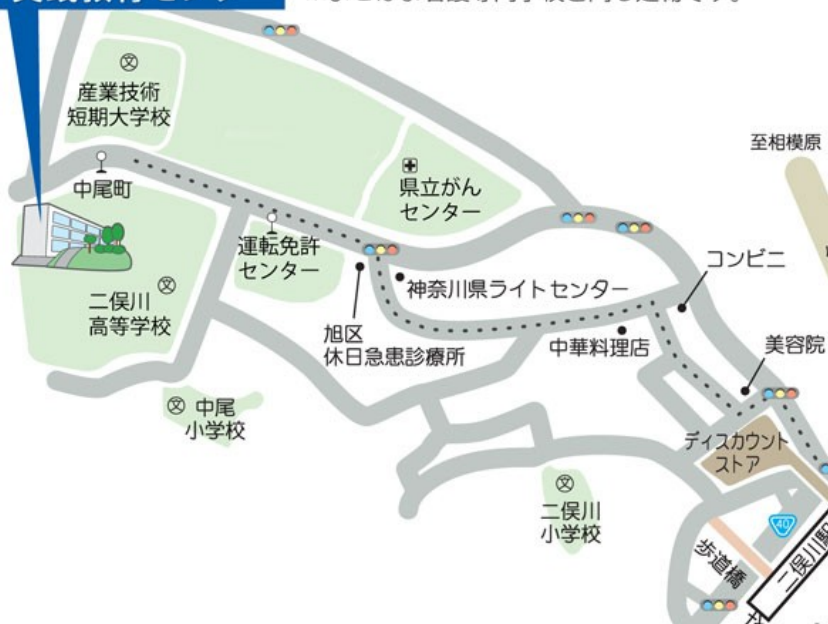 産業技術
短期大学校
中尾町
県立がん
センター
至相模原
運転免許
センター
コンビニ
神奈川県ライトセンター
二俣川
高等学校
旭区
休日急患診療所
中華料理店
美容院
中尾
小学校
ディスカウント
ストア
二俣川
小学校
40
歩道橋
二俣川駅